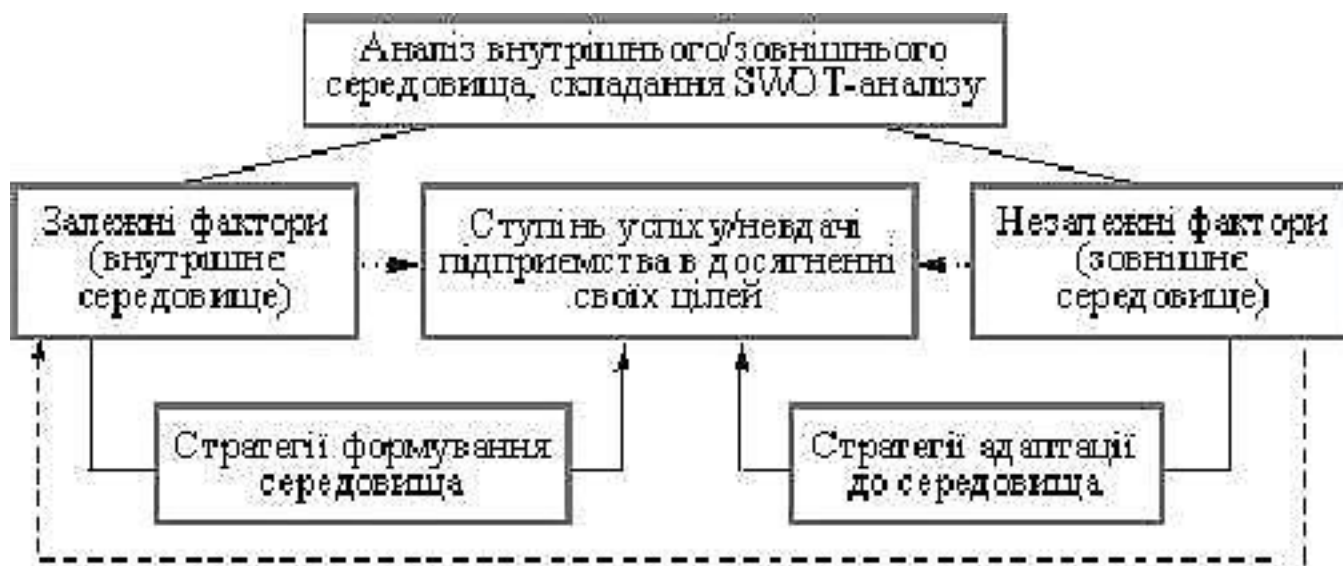 Аналіз внутрішнього/зовнішнього
середовища, складання SWOT-аналізу
Залежні фактори
(внутрішнє
середовище)
Ступінь успіху/невдачі
підприємства в досягненні
своїх цілей
Незалежні фактори
(зовнішнє
середовище)
Стратегії формування
середовища
Стратегії адаптації
до середовища